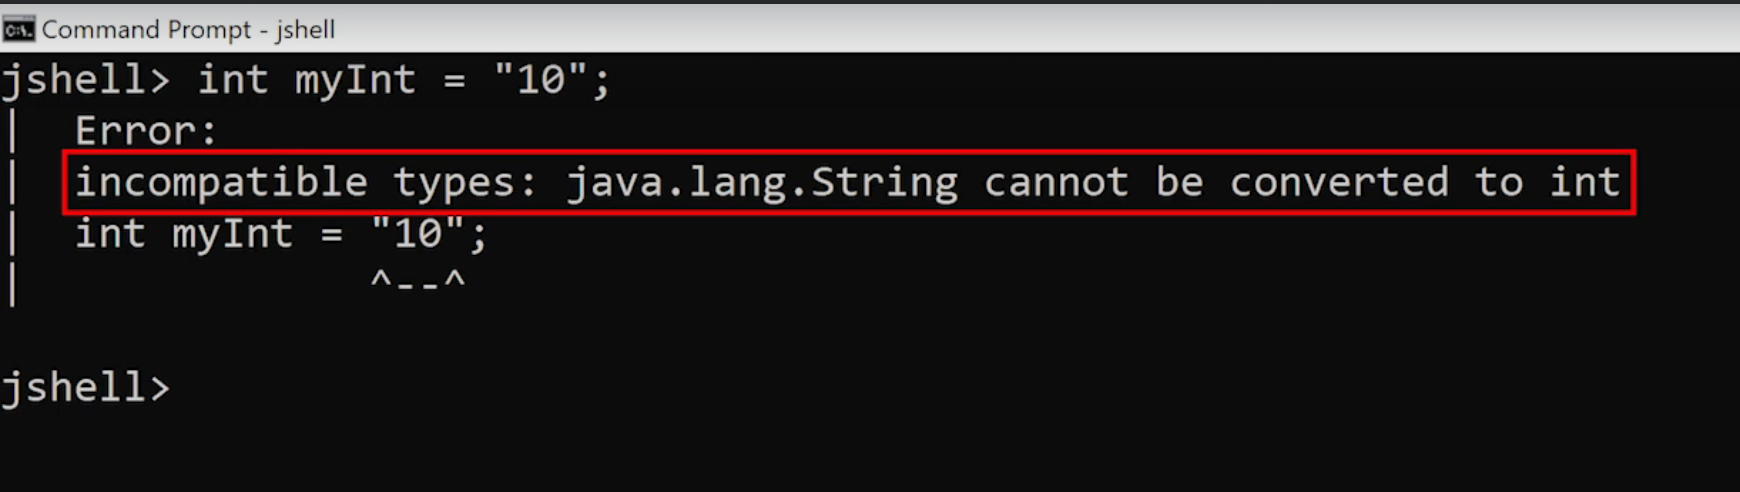 Command Prompt - jshell
jshell> int myInt = "10";
|   Error:
|   incompatible types: java.lang.String cannot be converted to int
|   int myInt = "10";
|               ^--^
jshell>